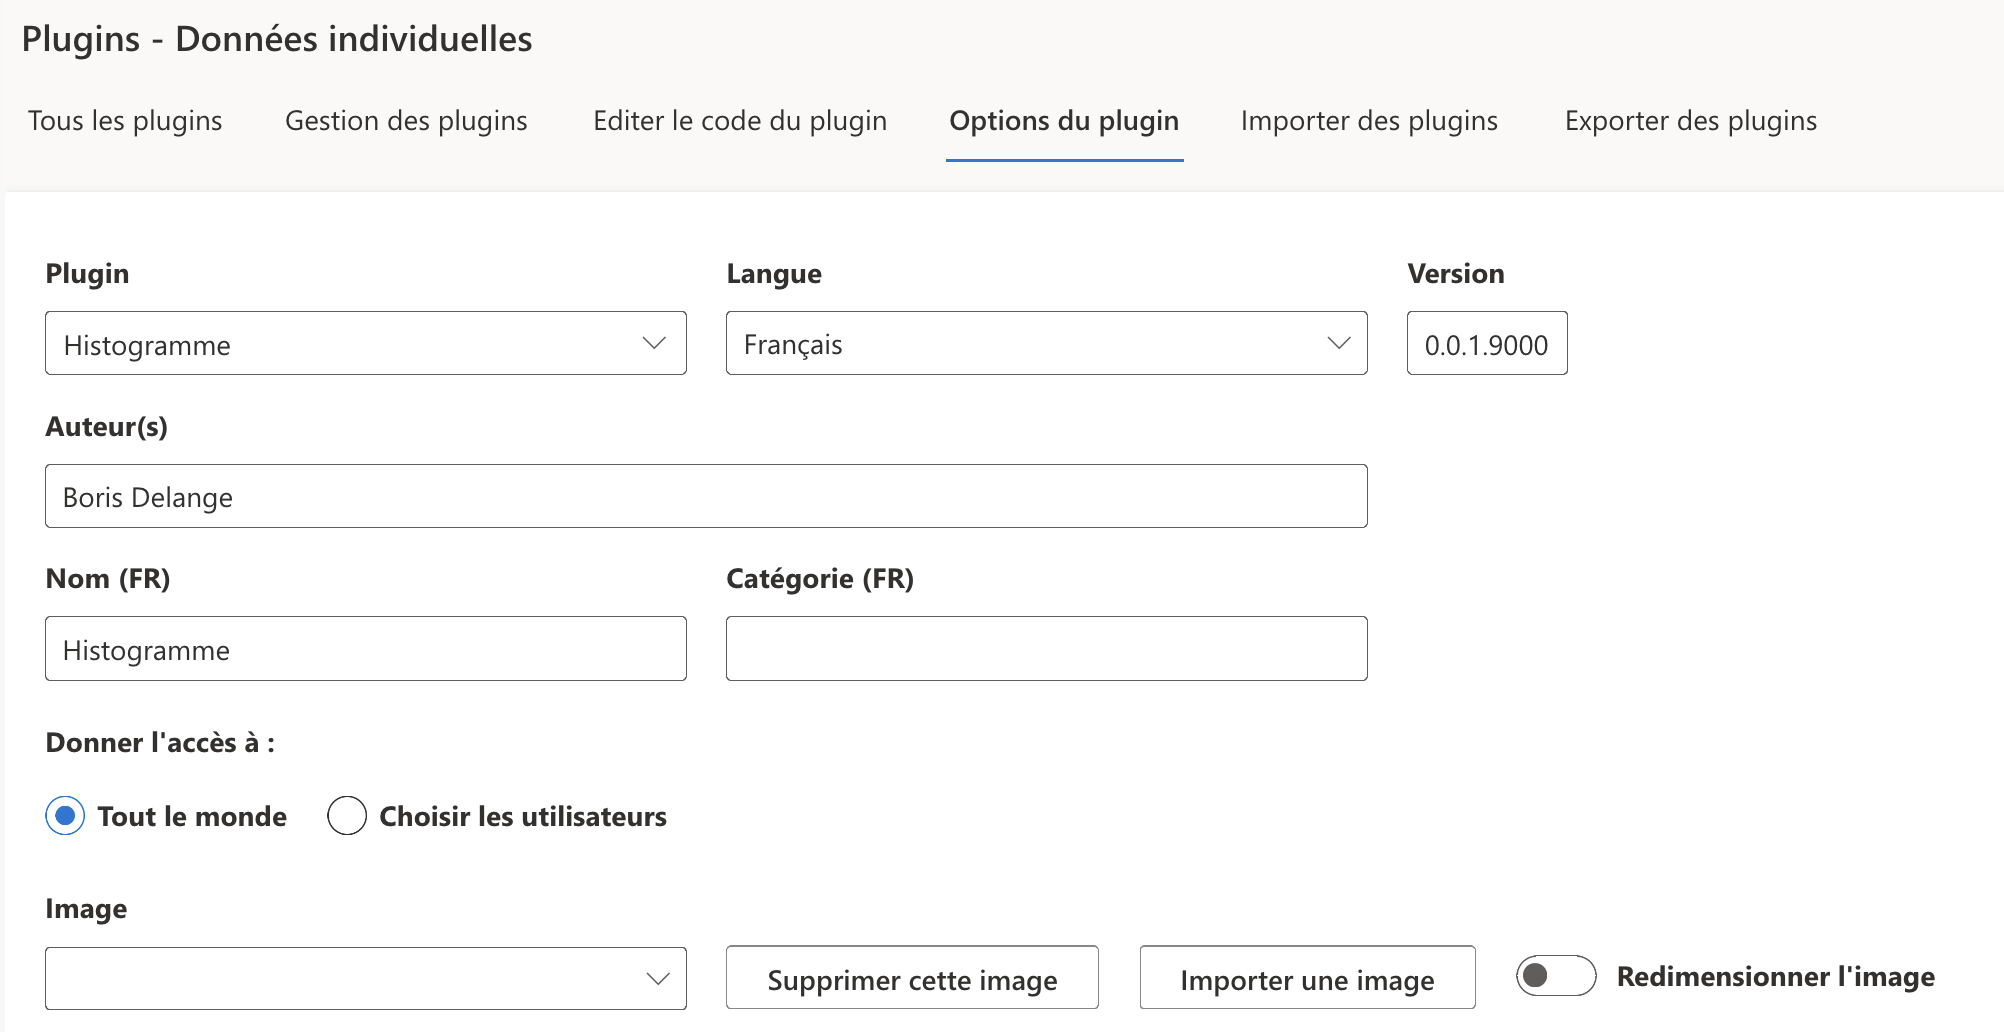 Plugins - Données individuelles
Tous les plugins Gestion des plugins Editer le code du plugin Options du plugin Importer des plugins Exporter des plugins
Plugin Langue Version
Histogramme Français 0.0.1.9000
Auteur(s)
Boris Delange
Nom (FR) Catégorie (FR)
Histogramme
Donner l'accès à :
Tout le monde Choisir les utilisateurs
Image
Supprimer cette image Importer une image Redimensionner l'image